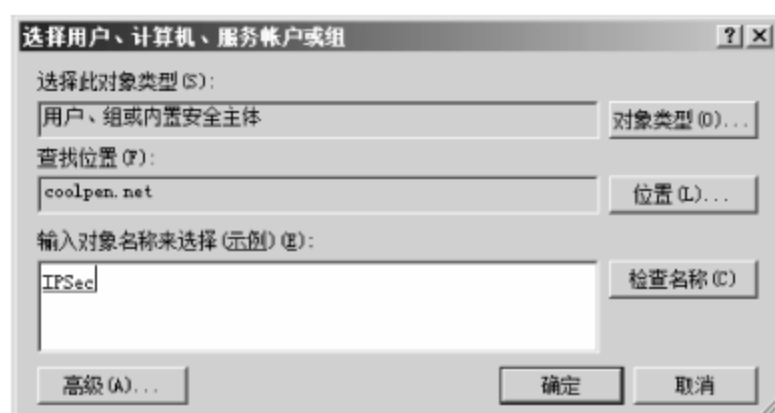 选择用户、计算机、服务帐户或组
选择此对象类型(S):
用户、组或内置安全主体
对象类型(O)...
查找位置(F):
coolpen.net
位置(L)...
输入对象名称来选择(示例)(E):
IPSec
检查名称(C)
高级(A)...
确定
取消